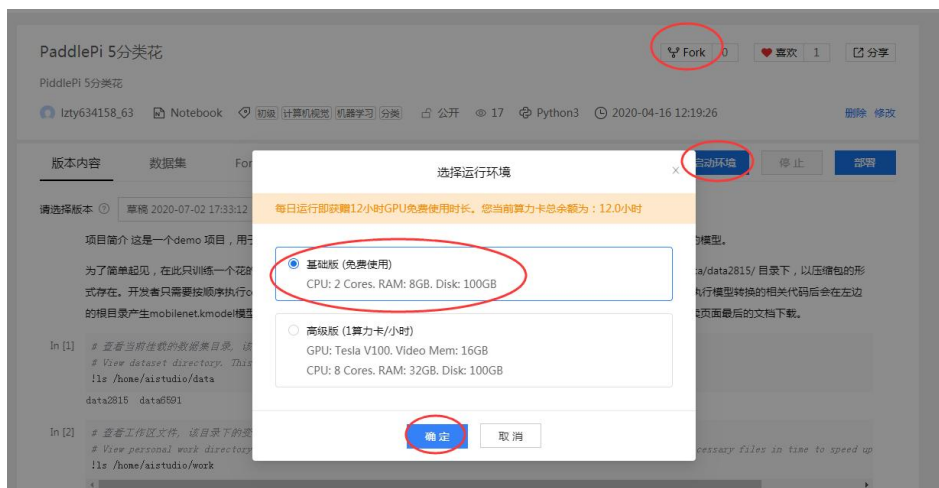 PaddlePi 5分类花
Fork 0 喜欢 1 分享
PiddlePi 5分类花
lzty634158_63 Notebook 初级 计算机视觉 机器学习 分类 公开 17 Python3 2020-04-16 12:19:26 删除 修改
版本内容 数据集 For 启动环境 停止 部署
选择运行环境
请选择版本 草稿 2020-07-02 17:33:12
每日运行即获赠12小时GPU免费使用时长。您当前算力卡总余额为：12.0小时
项目简介 这是一个demo 项目，用于 的模型。
基础版 (免费使用)
为了简单起见，在此只训练一个花的 ta/data2815/ 目录下，以压缩包的形
CPU: 2 Cores. RAM: 8GB. Disk: 100GB
式存在。开发者只需要按顺序执行co 执行模型转换的相关代码后会在左边
的根目录产生mobilenet.kmodel模型 页面最后的文档下载。
高级版 (1算力卡/小时)
In [1] # 查看当前挂载的数据集目录, 该
GPU: Tesla V100. Video Mem: 16GB
# View dataset directory. This
CPU: 8 Cores. RAM: 32GB. Disk: 100GB
!ls /home/aistudio/data
data2815 data6591
In [2] # 查看工作区文件, 该目录下的变
确定 取消
# View personal work directory cessary files in time to speed up
!ls /home/aistudio/work